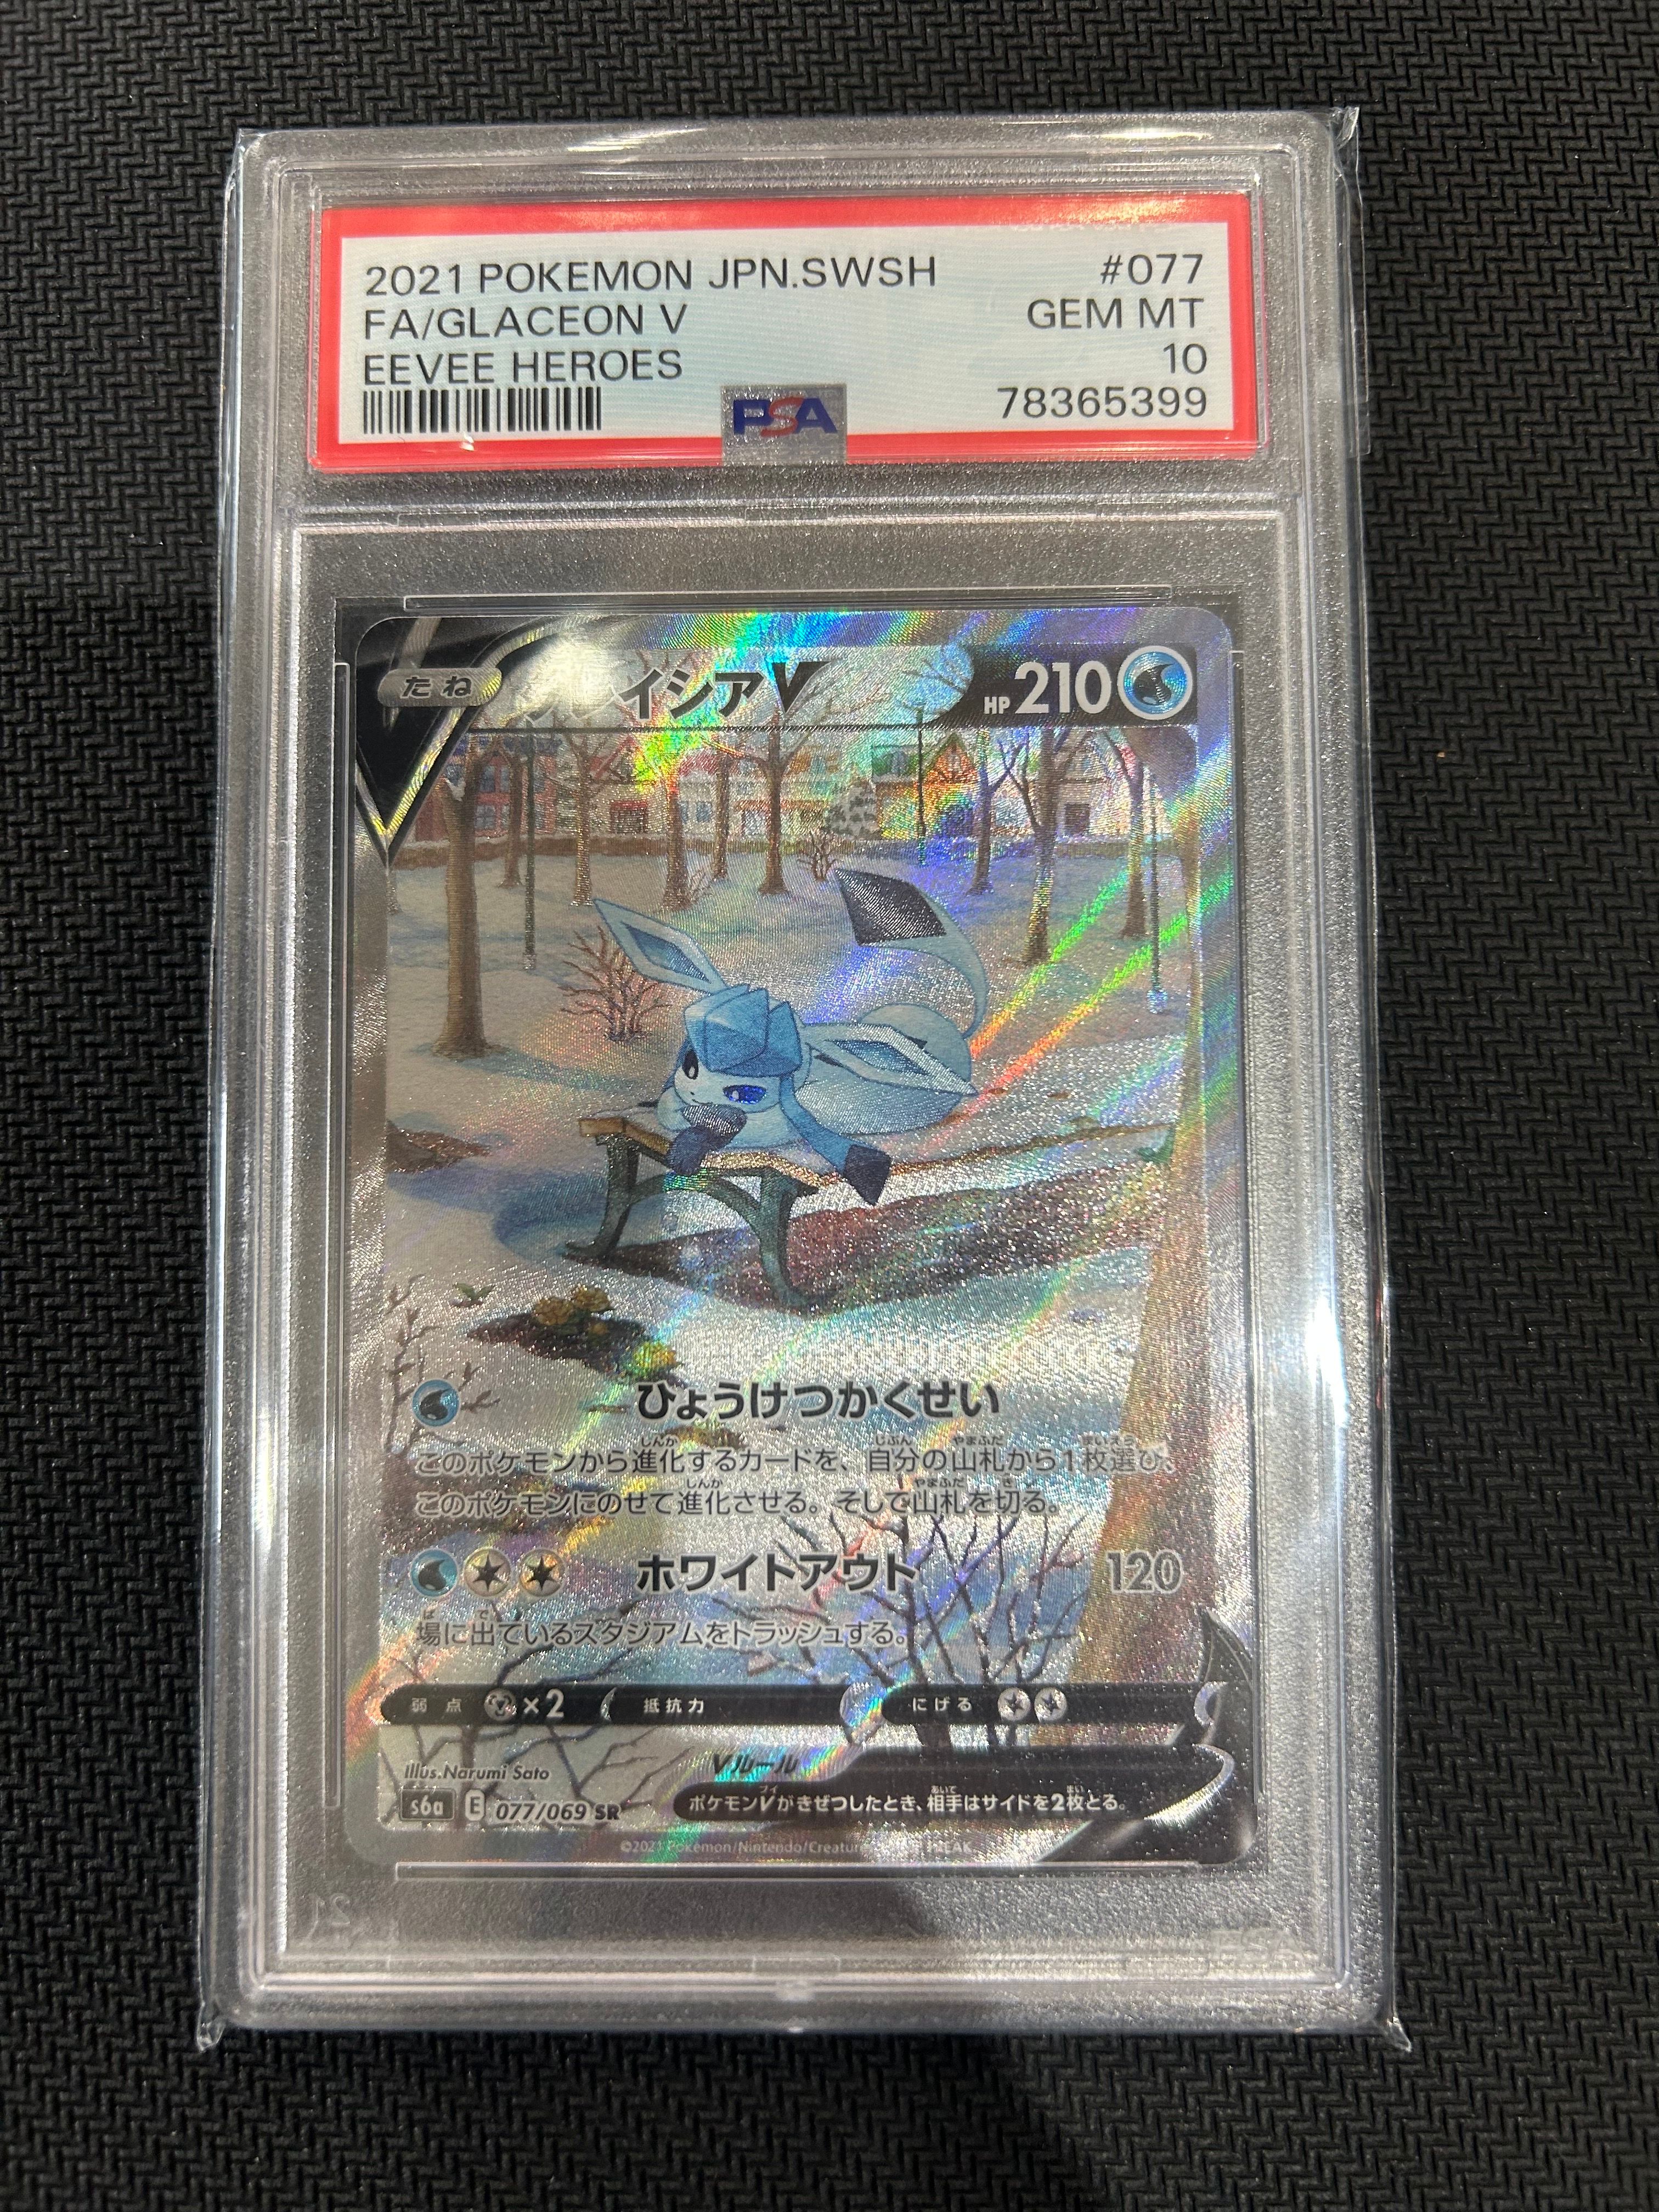 2021 POKEMON JPN.SWSH #077
FA/GLACEON V GEM MT
EEVEE HEROES 10
PSA 78365399
たね イシアV HP 210
ひょうけつかくせい
このポケモンから進化するカードを、自分の山札から1枚選び、
このポケモンにのせて進化させる。そして山札を切る。
ホワイトアウト 120
場に出ているスタジアムをトラッシュする。
弱点 ×2 抵抗力 にげる
Illus.Narumi Sato Vルール
s6a E 077/069 SR ポケモンVがきぜつしたとき、相手はサイドを2枚とる。
©2021 Pokémon/Nintendo/Creatur